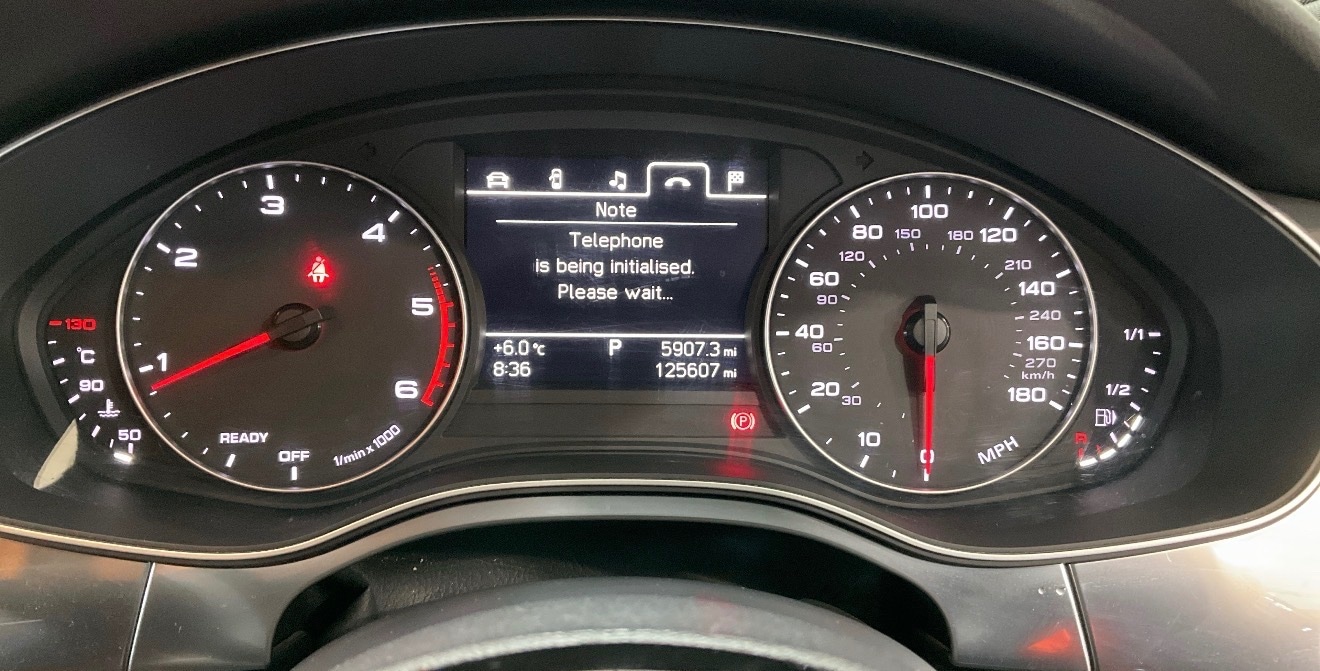 130
°C
90
50
1
2
3
4
5
6
READY
OFF
1/min x 1000
Note
Telephone
is being initialised.
Please wait...
+6.0°C P 5907.3 mi
8:36 125607 mi
(P)
0
10
20
40
60
80
100
120
140
160
180
MPH
30
60
90
120
150
180
210
240
270
km/h
1/1
1/2
R